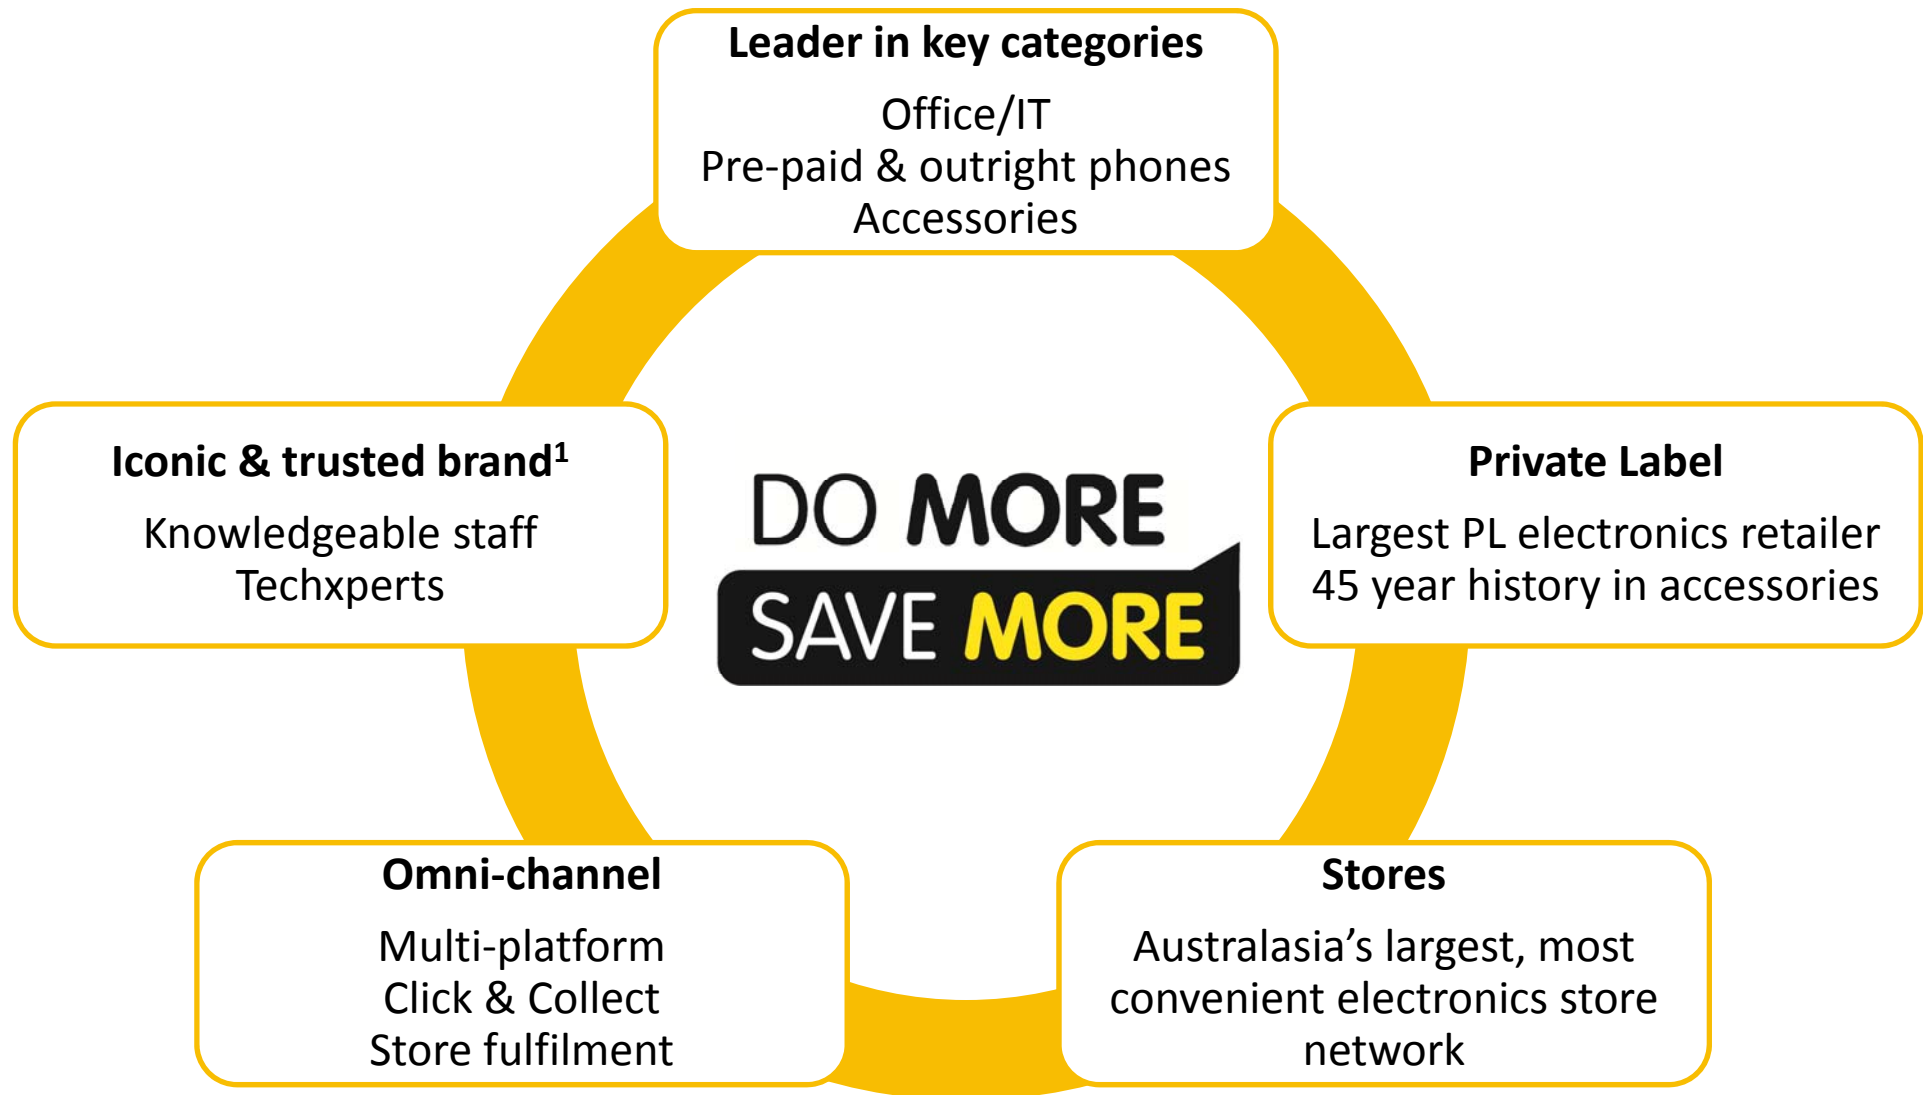 Leader in key categories
Office/IT
Pre-paid & outright phones
Accessories
Iconic & trusted brand¹
Knowledgeable staff
Techxperts
DO MORE
SAVE MORE
Private Label
Largest PL electronics retailer
45 year history in accessories
Omni-channel
Multi-platform
Click & Collect
Store fulfilment
Stores
Australasia’s largest, most
convenient electronics store
network